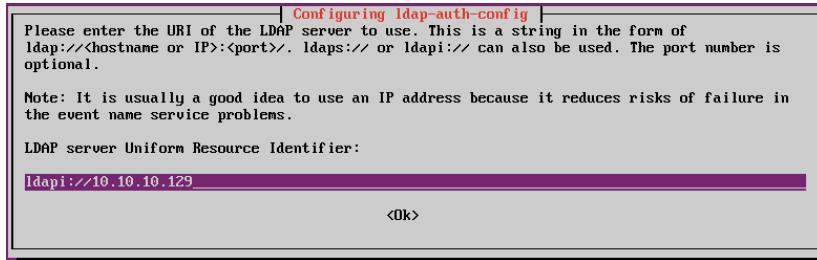 Configuring ldap-auth-config
Please enter the URI of the LDAP server to use. This is a string in the form of
ldap://<hostname or IP>:<port>/. ldaps:// or ldapi:// can also be used. The port number is
optional.
Note: It is usually a good idea to use an IP address because it reduces risks of failure in
the event name service problems.
LDAP server Uniform Resource Identifier:
ldapi://10.10.10.129
<Ok>